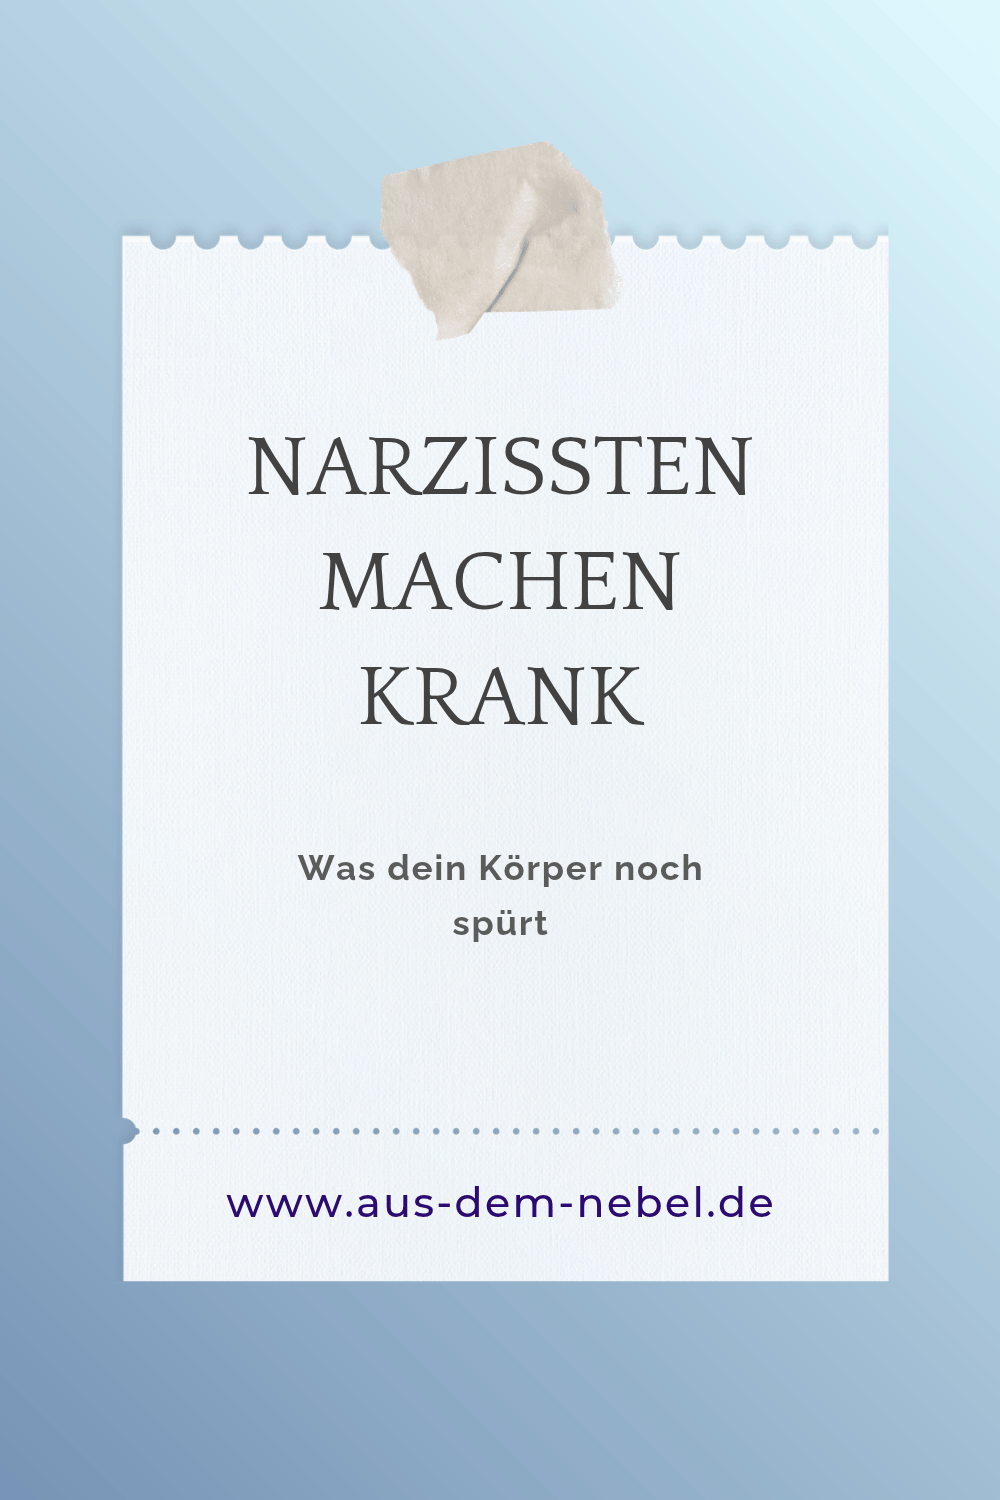 NARZISSTEN
MACHEN
KRANK
Was dein Körper noch
spürt
www.aus-dem-nebel.de